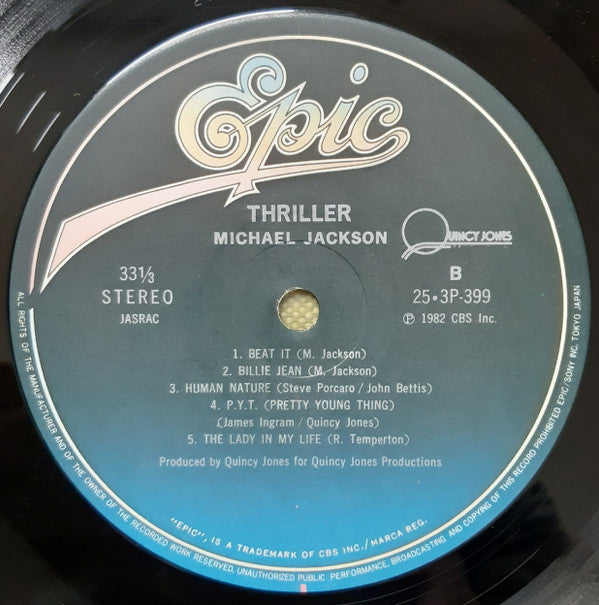 Epic
THRILLER
MICHAEL JACKSON
QUINCY JONES
33⅓
STEREO
JASRAC
B
25・3P-399
Ⓟ 1982 CBS Inc.
1. BEAT IT (M. Jackson)
2. BILLIE JEAN (M. Jackson)
3. HUMAN NATURE (Steve Porcaro/John Bettis)
4. P.Y.T. (PRETTY YOUNG THING)
(James Ingram/Quincy Jones)
5. THE LADY IN MY LIFE (R. Temperton)
Produced by Quincy Jones for Quincy Jones Productions
"EPIC", IS A TRADEMARK OF CBS INC./MARCA REG.
ALL RIGHTS OF THE MANUFACTURER AND OF THE OWNER OF THE RECORDED WORK RESERVED, UNAUTHORIZED PUBLIC PERFORMANCE, BROADCASTING AND COPYING OF THIS RECORD PROHIBITED EPIC/SONY INC. TOKYO JAPAN